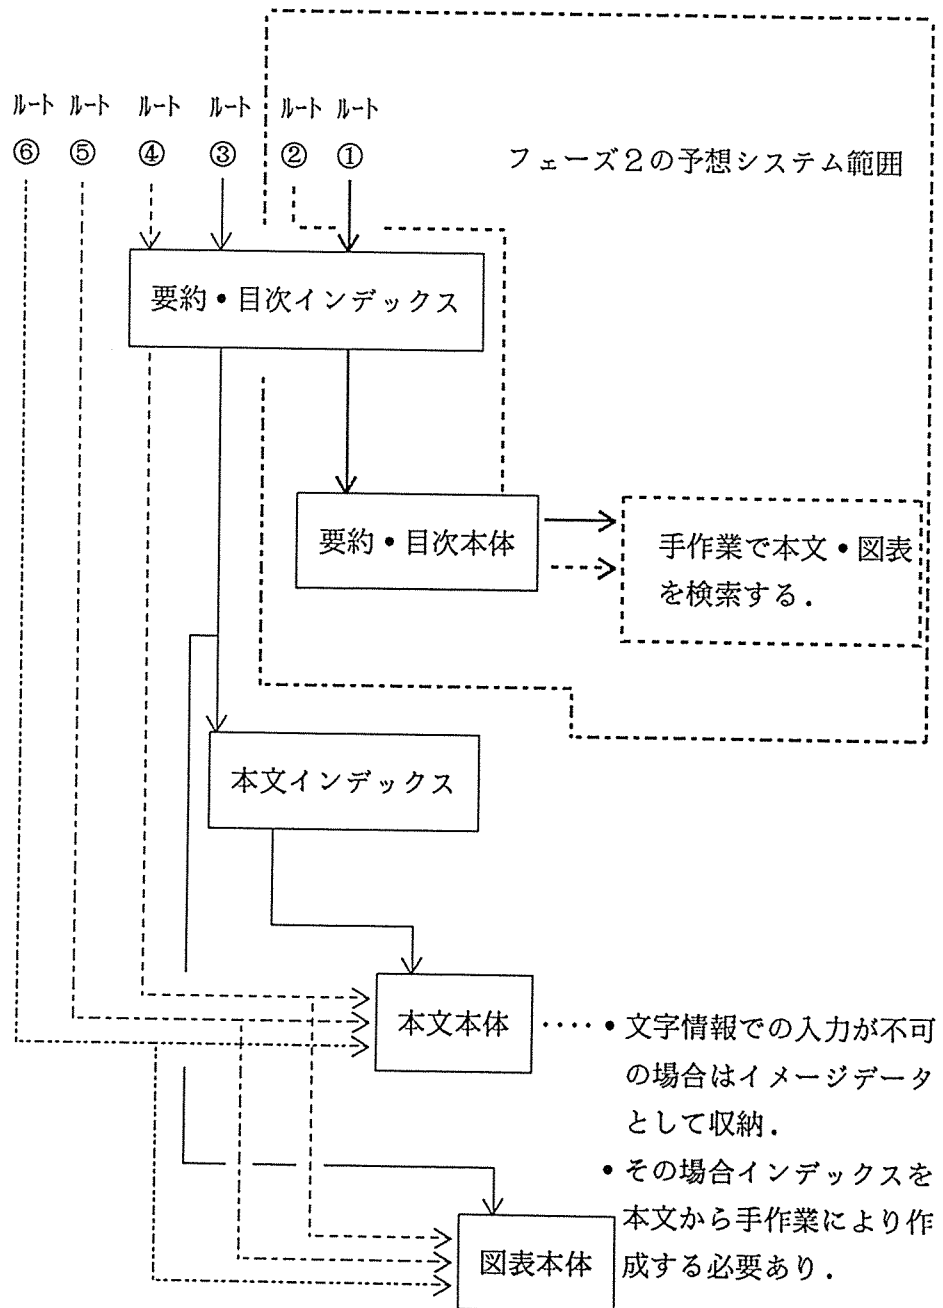 ルート ルート ルート ルート ルート ルート
⑥ ⑤ ④ ③ ② ①
フェーズ2の予想システム範囲
要約・目次インデックス
要約・目次本体
手作業で本文・図表
を検索する.
本文インデックス
本文本体
・文字情報での入力が不可
の場合はイメージデータ
として収納.
・その場合インデックスを
本文から手作業により作
成する必要あり.
図表本体